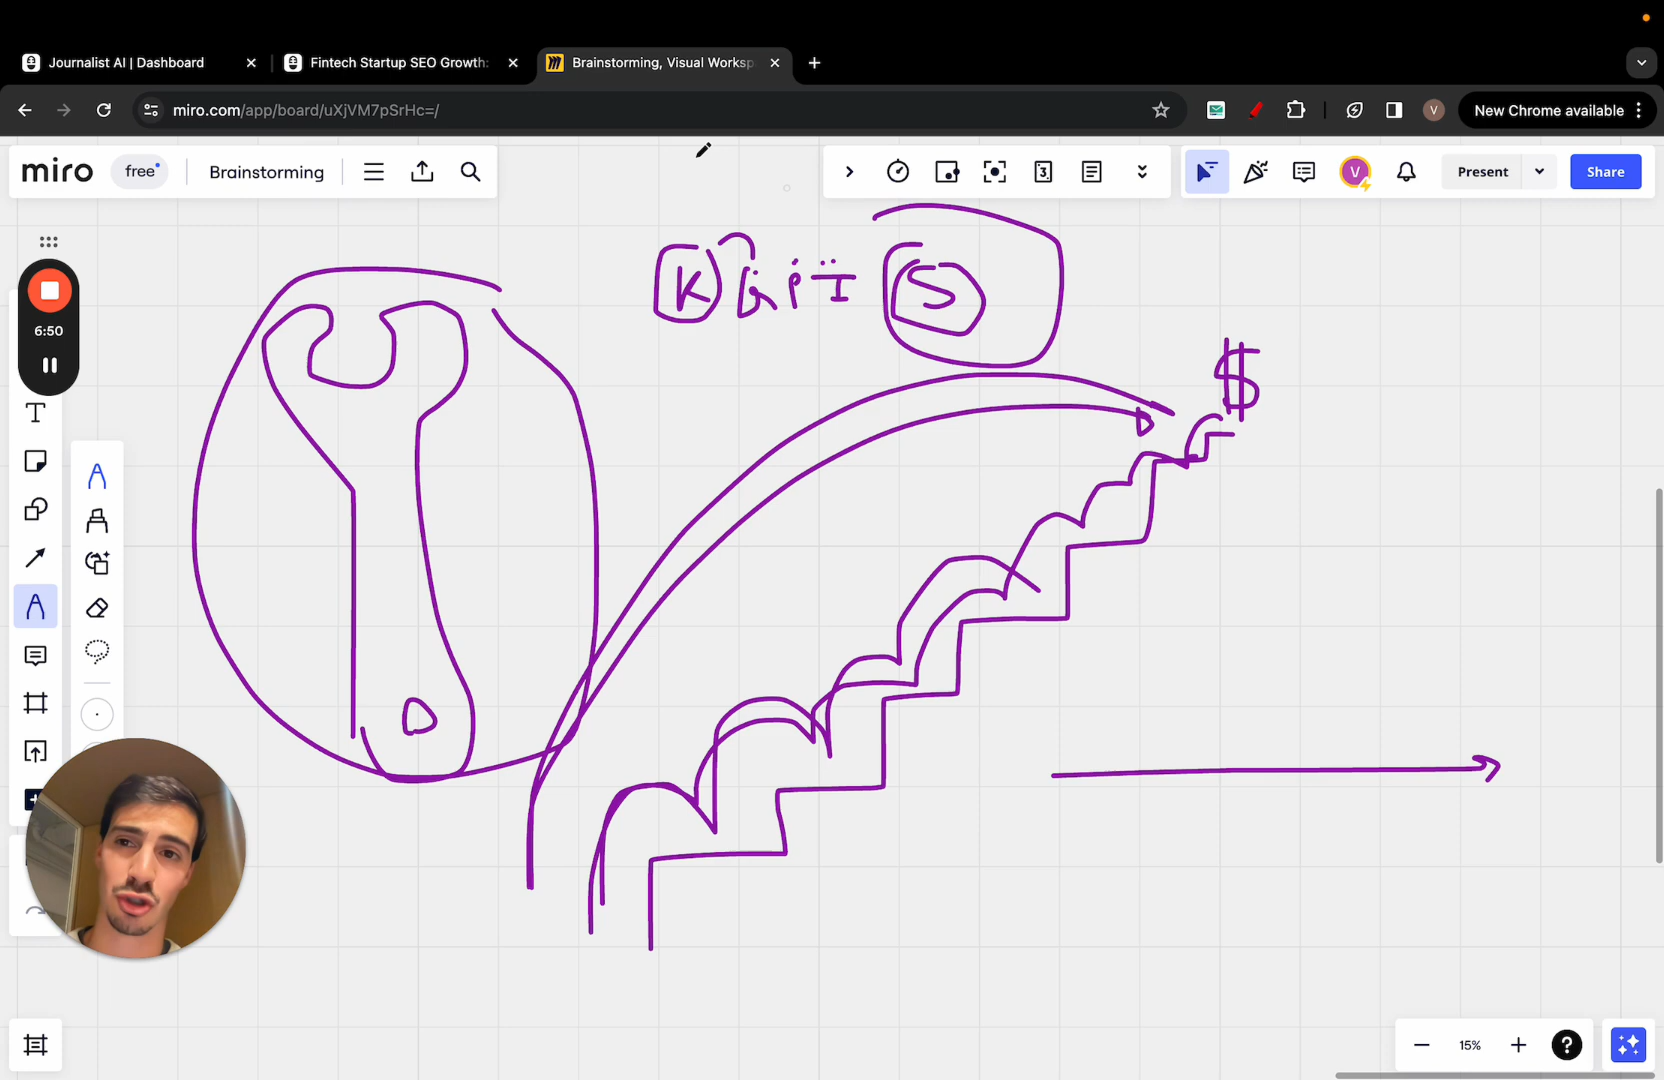 Journalist AI | Dashboard
Fintech Startup SEO Growth:
Brainstorming, Visual Worksp
miro.com/app/board/uXjVM7pSrHc=/
V
New Chrome available
miro
free
Brainstorming
3
V
Present
Share
K
S
$
6:50
T
15%
?